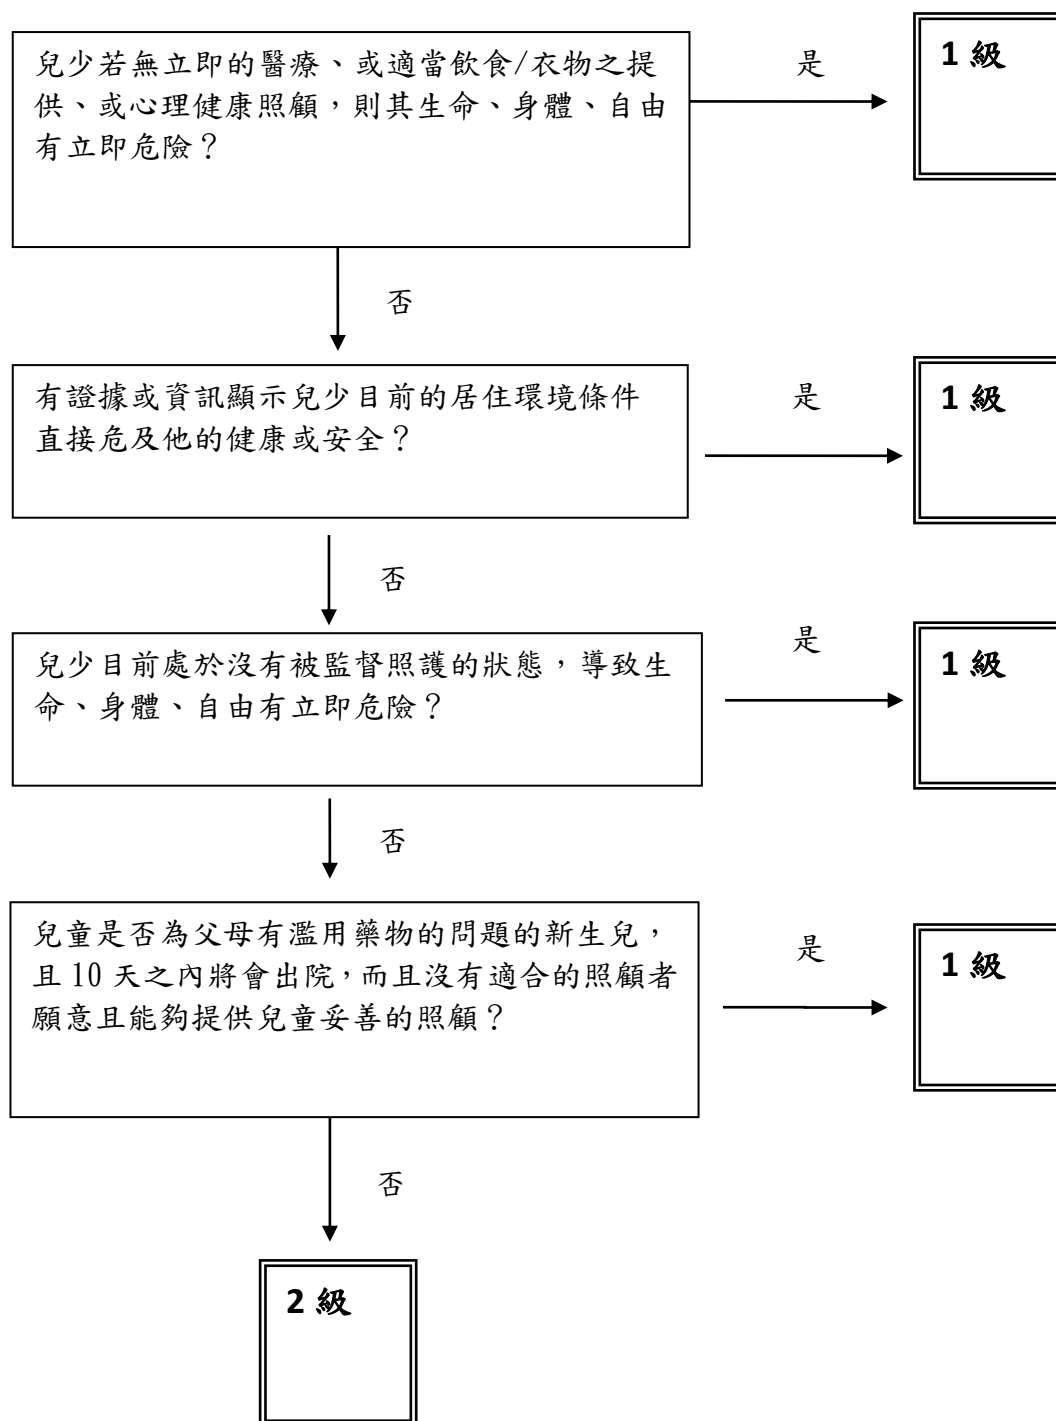 兒少若無立即的醫療、或適當飲食/衣物之提
供、或心理健康照顧，則其生命、身體、自由
有立即危險？
是
1 級
否
有證據或資訊顯示兒少目前的居住環境條件
直接危及他的健康或安全？
是
1 級
否
兒少目前處於沒有被監督照護的狀態，導致生
命、身體、自由有立即危險？
是
1 級
否
兒童是否為父母有濫用藥物的問題的新生兒，
且 10 天之內將會出院，而且沒有適合的照顧者
願意且能夠提供兒童妥善的照顧？
是
1 級
否
2 級